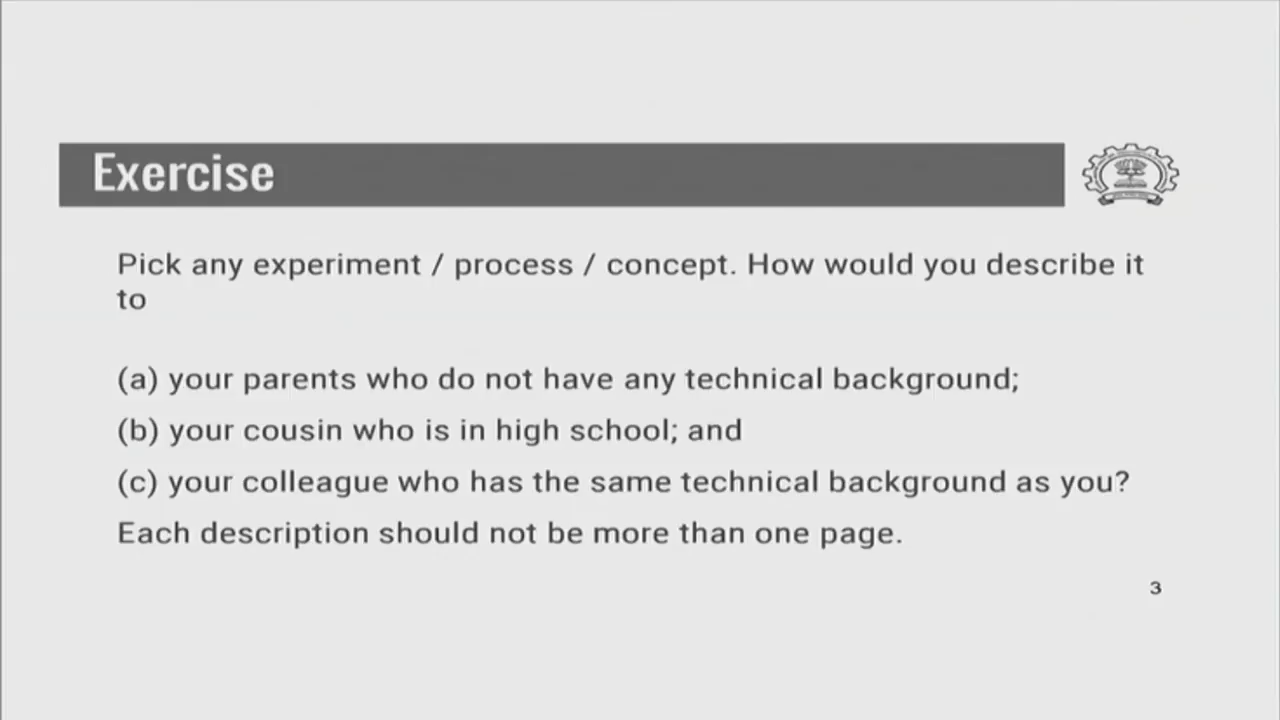 Exercise
Pick any experiment / process / concept. How would you describe it
to
(a) your parents who do not have any technical background;
(b) your cousin who is in high school; and
(c) your colleague who has the same technical background as you?
Each description should not be more than one page.
3